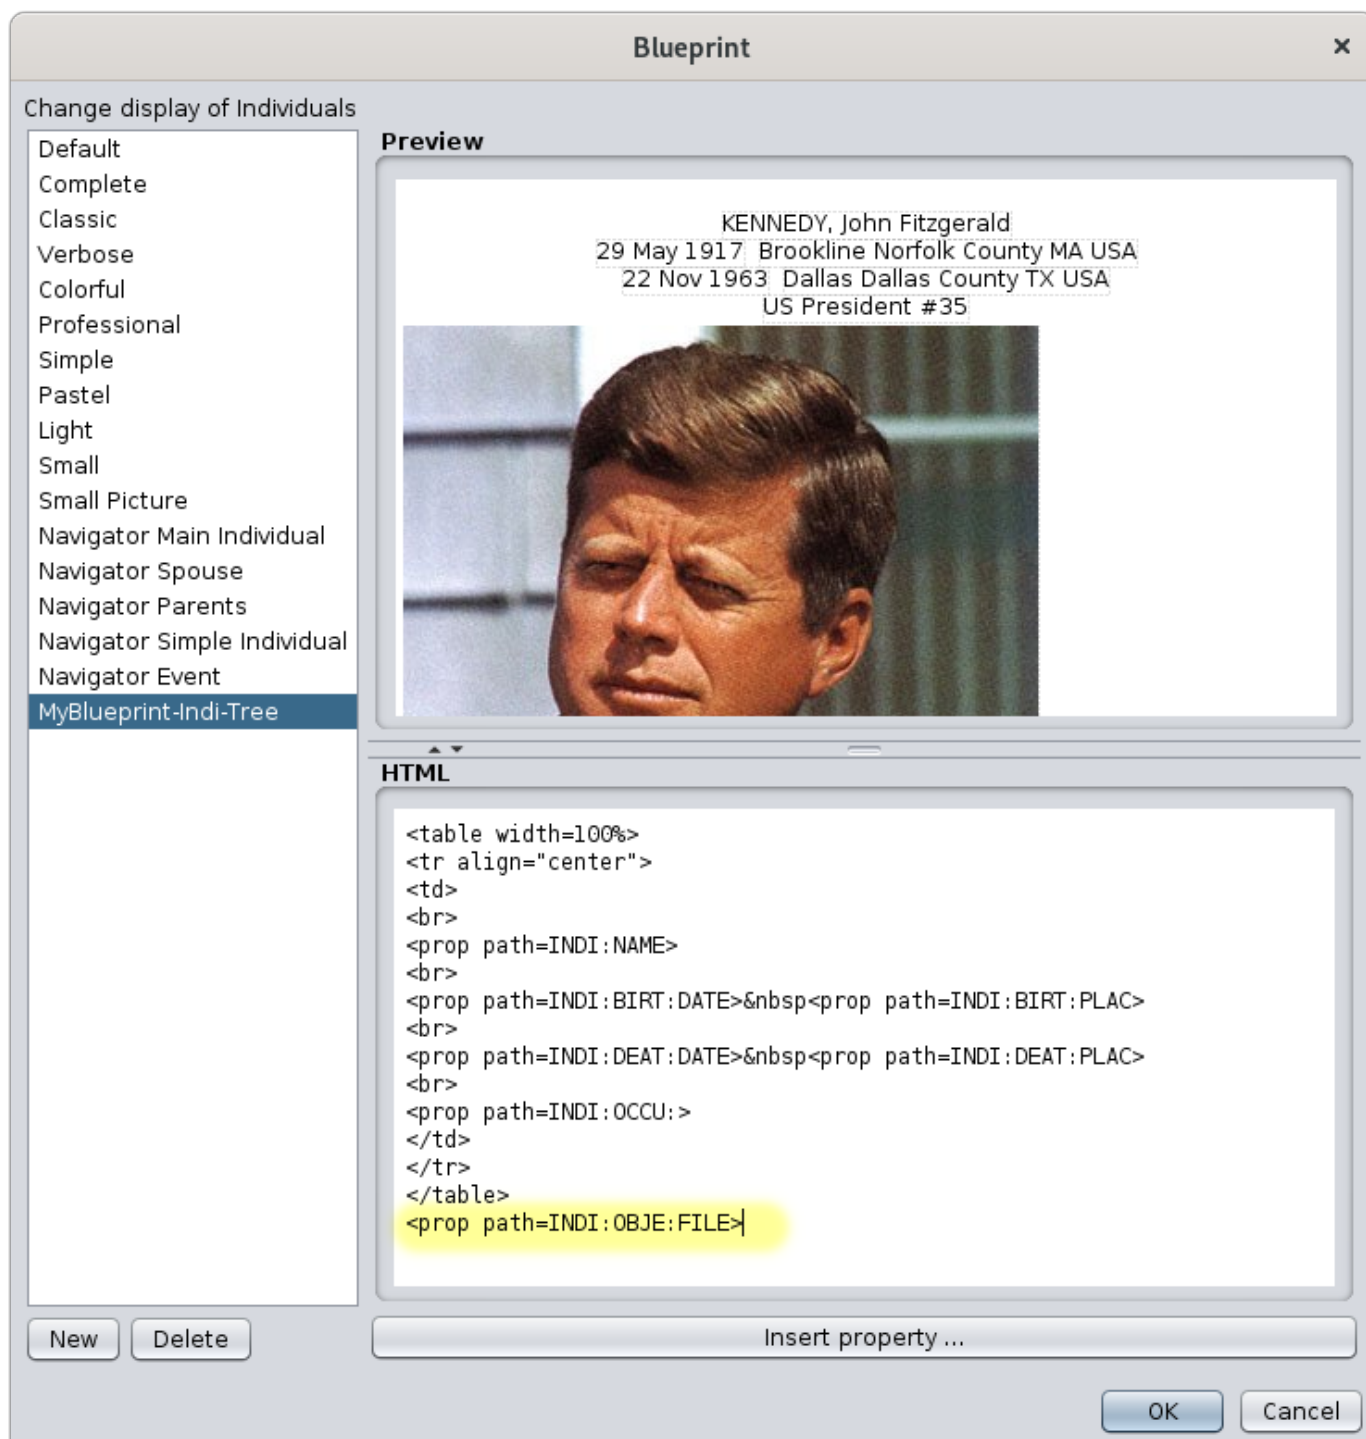 Blueprint
×
Change display of Individuals
Default
Complete
Classic
Verbose
Colorful
Professional
Simple
Pastel
Light
Small
Small Picture
Navigator Main Individual
Navigator Spouse
Navigator Parents
Navigator Simple Individual
Navigator Event
MyBlueprint-Indi-Tree
New Delete
Preview
KENNEDY, John Fitzgerald
29 May 1917 Brookline Norfolk County MA USA
22 Nov 1963 Dallas Dallas County TX USA
US President #35
HTML
<table width=100%>
<tr align="center">
<td>
<br>
<prop path=INDI:NAME>
<br>
<prop path=INDI:BIRT:DATE>&nbsp<prop path=INDI:BIRT:PLAC>
<br>
<prop path=INDI:DEAT:DATE>&nbsp<prop path=INDI:DEAT:PLAC>
<br>
<prop path=INDI:OCCU:>
</td>
</tr>
</table>
<prop path=INDI:OBJE:FILE>
Insert property ...
OK Cancel